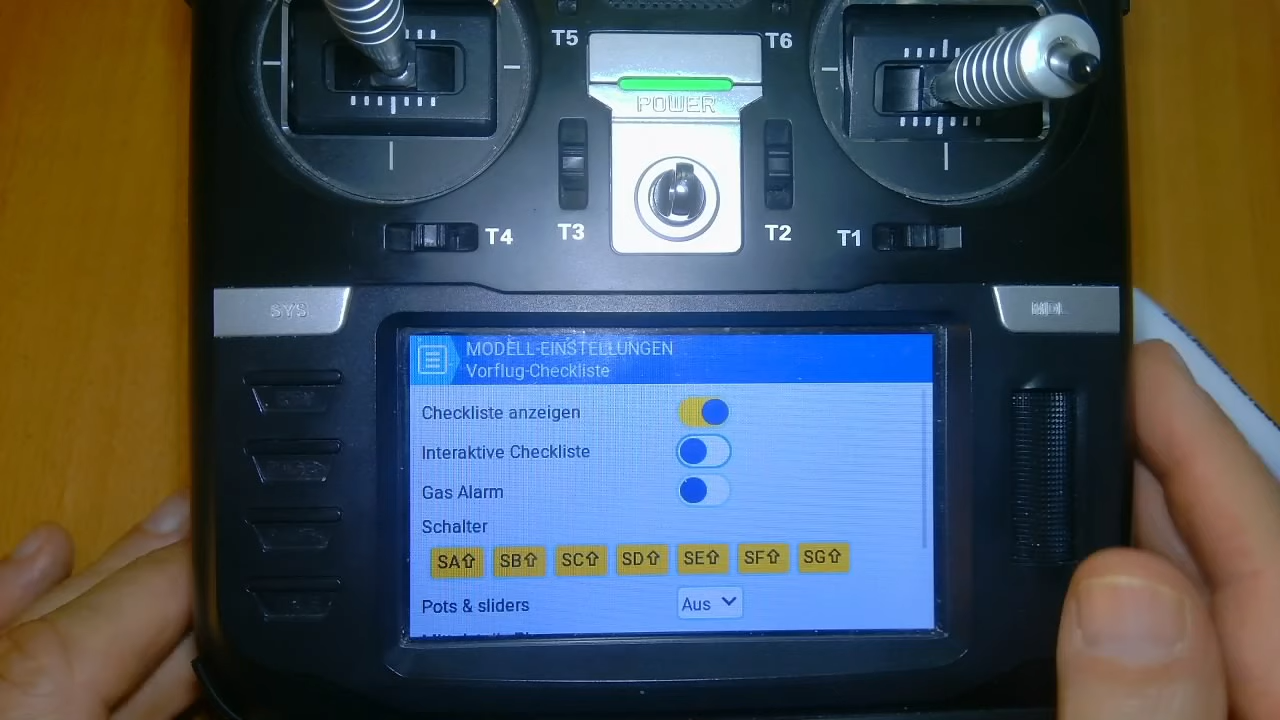 T5
T6
POWER
T3
T2
T4
T1
SYS
MDL
MODELL-EINSTELLUNGEN
Vorflug-Checkliste
Checkliste anzeigen
Interaktive Checkliste
Gas Alarm
Schalter
SA⇧ SB⇧ SC⇧ SD⇧ SE⇧ SF⇧ SG⇧
Pots & sliders Aus